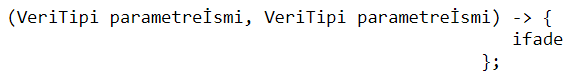 (VeriTipi parametreİsmi, VeriTipi parametreİsmi) -> {
ifade
};